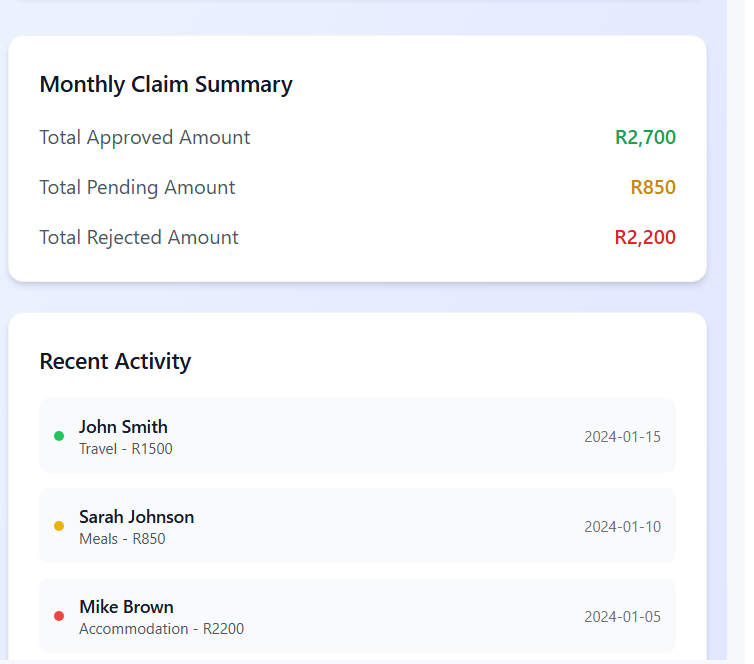 Monthly Claim Summary
Total Approved Amount R2,700
Total Pending Amount R850
Total Rejected Amount R2,200
Recent Activity
John Smith
Travel - R1500
2024-01-15
Sarah Johnson
Meals - R850
2024-01-10
Mike Brown
Accommodation - R2200
2024-01-05